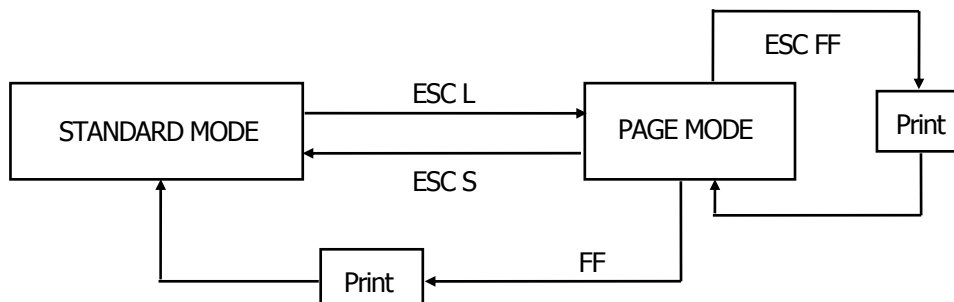 ESC FF
ESC L
STANDARD MODE
PAGE MODE
Print
ESC S
FF
Print